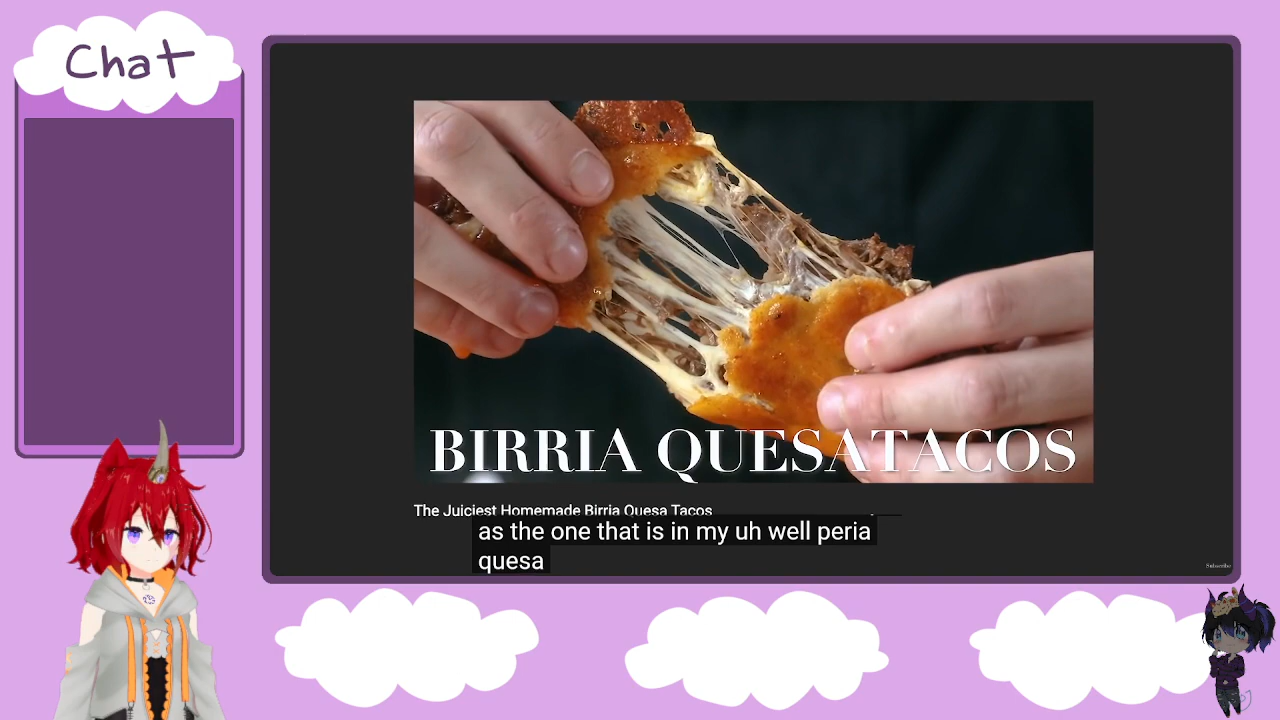 Chat
BIRRIA QUESATACOS
The Juiciest Homemade Birria Quesa Tacos
as the one that is in my uh well peria
quesa
Subscribe